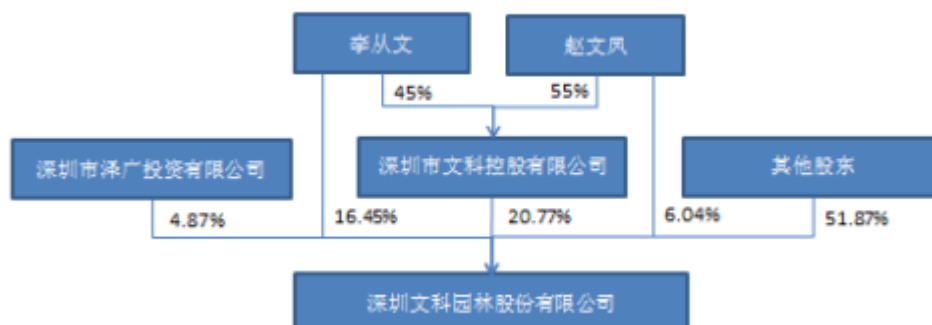 李从文
赵文凤
45%
55%
深圳市泽广投资有限公司
深圳市文科控股有限公司
其他股东
4.87%
16.45%
20.77%
6.04%
51.87%
深圳文科园林股份有限公司